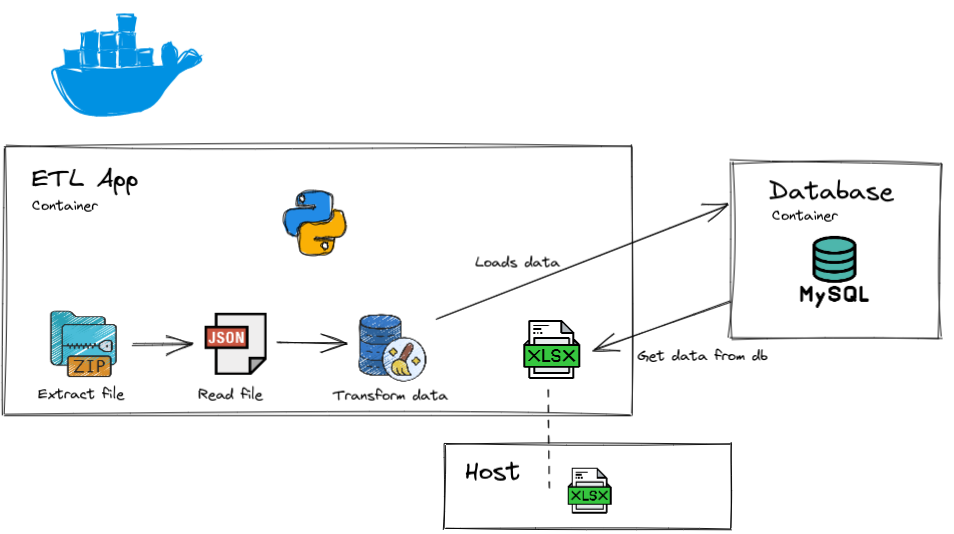 ETL App
Container
Database
Container
MySQL
Loads data
Get data from db
ZIP
JSON
XLSX
Extract file
Read file
Transform data
Host
XLSX